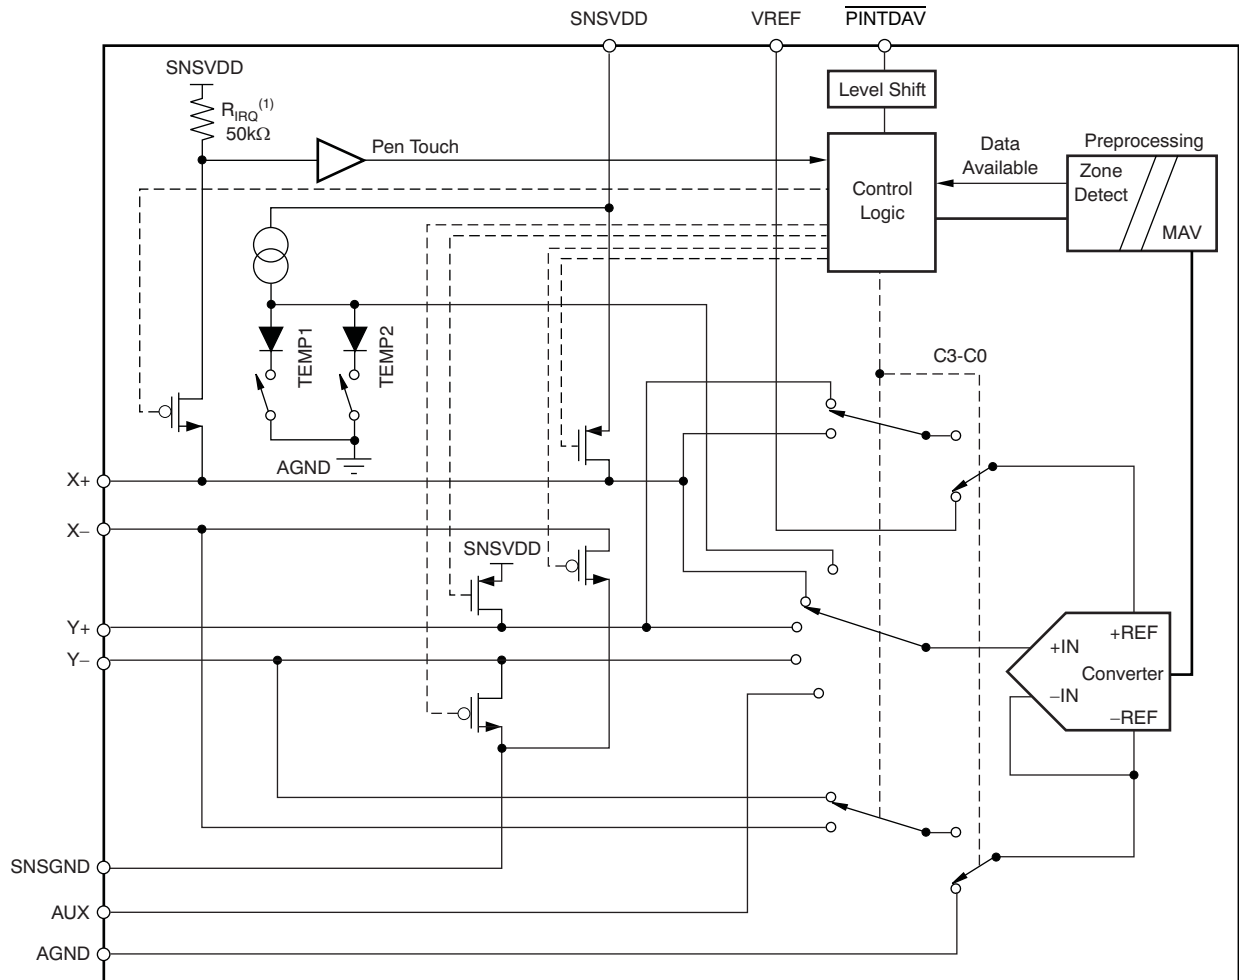 SNSVDD
VREF
PINTDAV
SNSVDD
RIRQ(1)
50kΩ
Level Shift
Pen Touch
Data
Available
Preprocessing
Zone
Detect
MAV
Control
Logic
TEMP1
TEMP2
C3-C0
AGND
X+
X–
SNSVDD
Y+
Y–
+IN
+REF
Converter
–IN
–REF
SNSGND
AUX
AGND